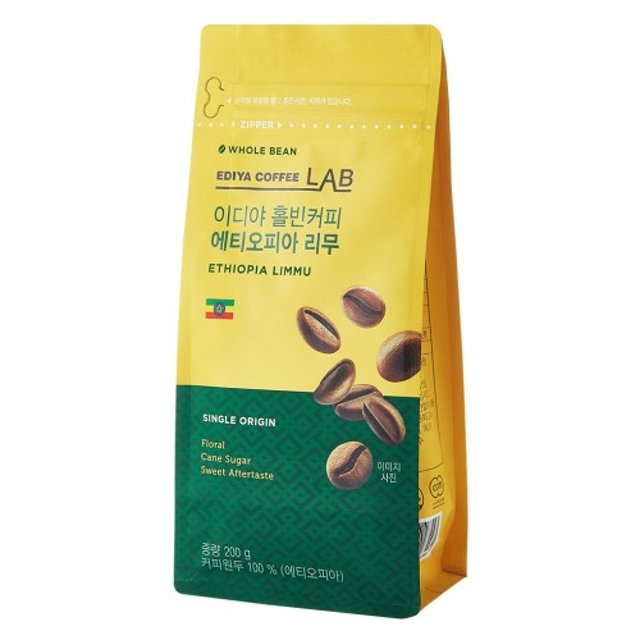 ZIPPER
WHOLE BEAN
EDIYA COFFEE LAB
이디야 홀빈커피
에티오피아 리무
ETHIOPIA LIMMU
SINGLE ORIGIN
Floral
Cane Sugar
Sweet Aftertaste
이미지
사진
중량 200 g
커피원두 100 % (에티오피아)